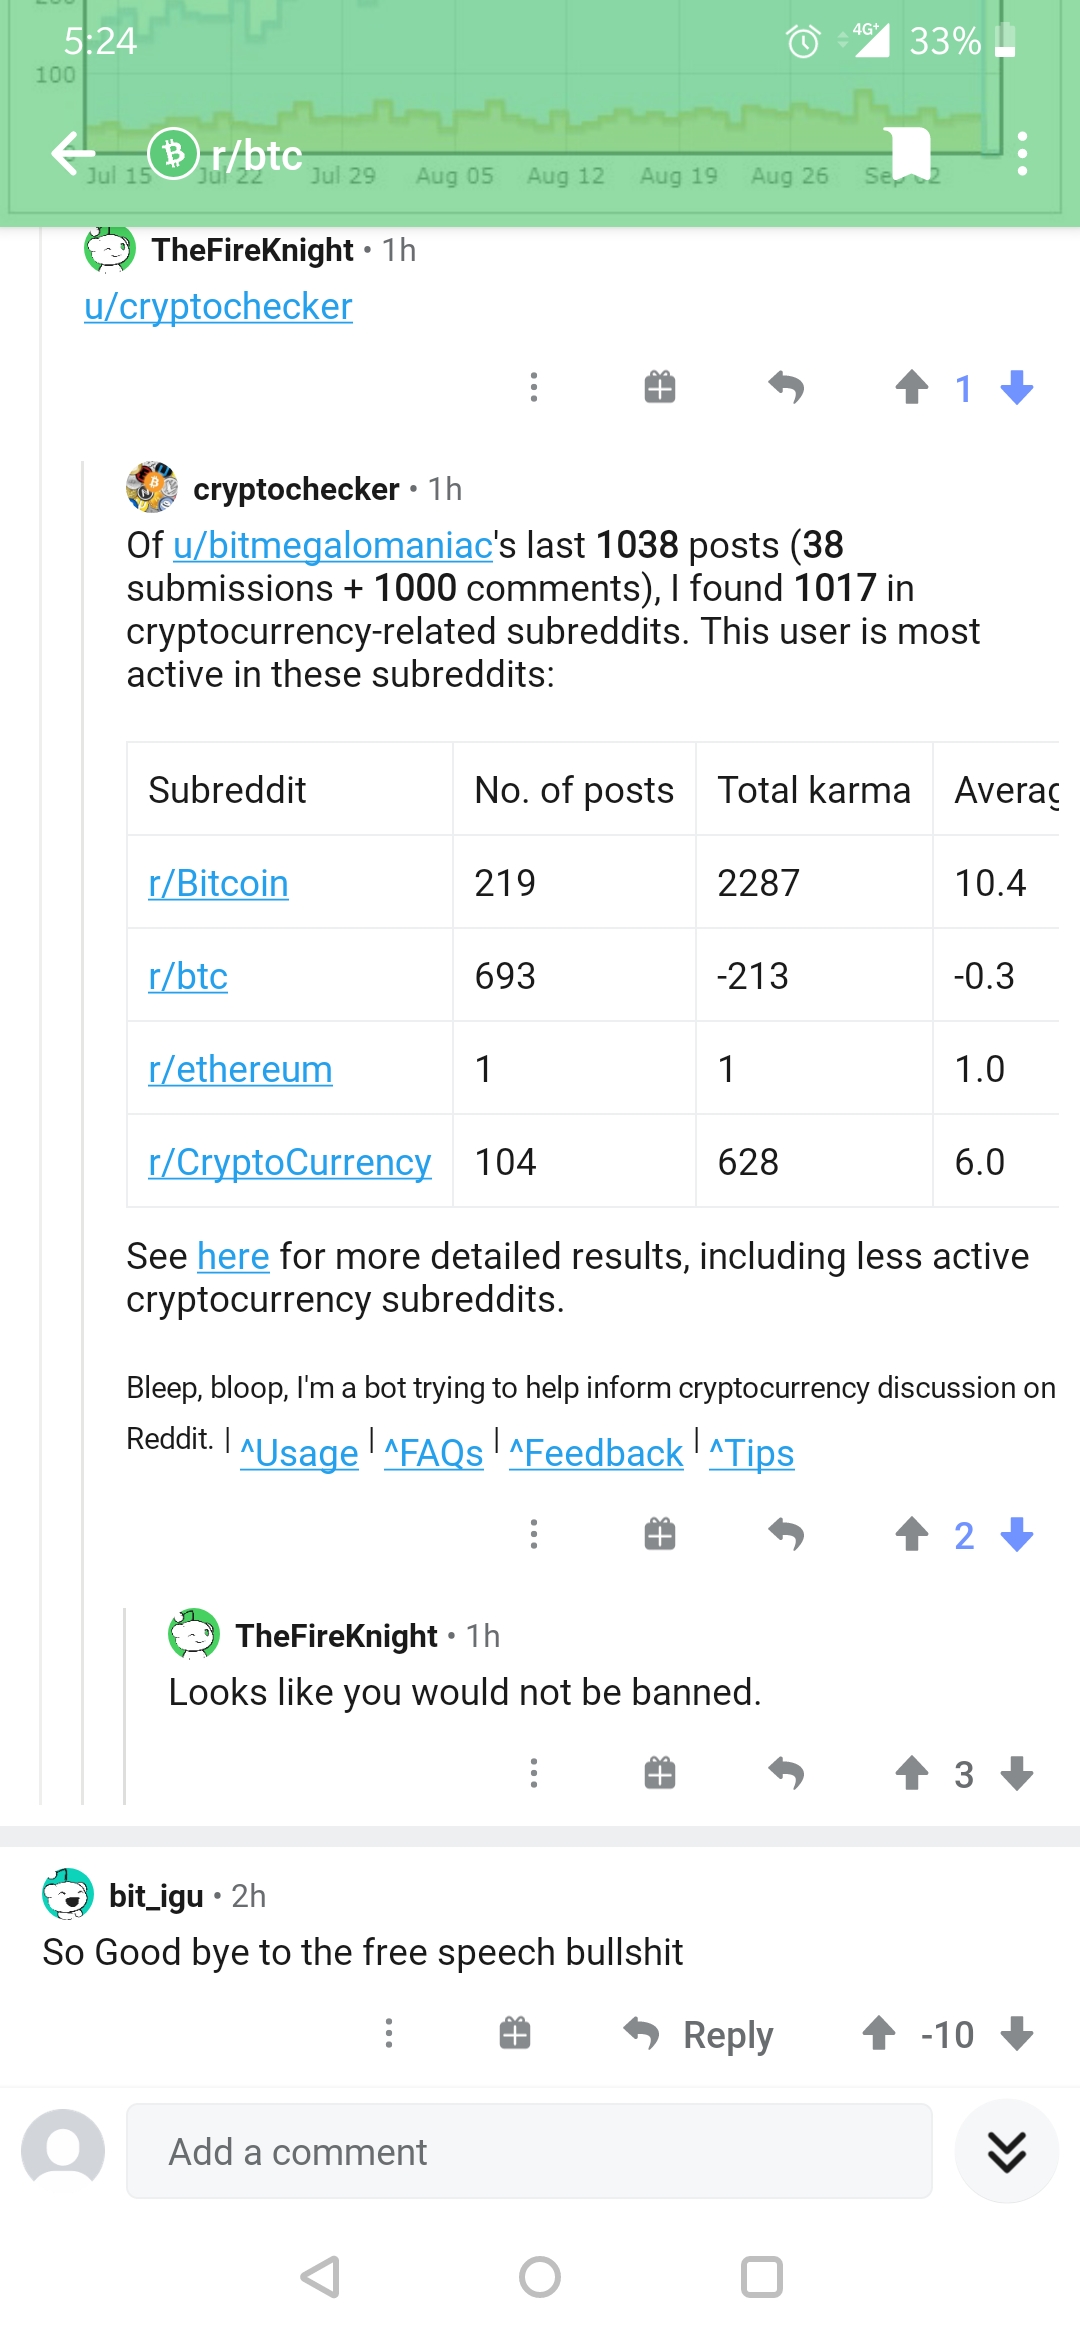 200
5:24
4G+
33%
100
r/btc
Jul 15 Jul 22 Jul 29 Aug 05 Aug 12 Aug 19 Aug 26 Sep 02
TheFireKnight • 1h
u/cryptochecker
1
cryptochecker • 1h
Of u/bitmegalomaniac's last 1038 posts (38
submissions + 1000 comments), I found 1017 in
cryptocurrency-related subreddits. This user is most
active in these subreddits:
Subreddit No. of posts Total karma Averag
r/Bitcoin 219 2287 10.4
r/btc 693 -213 -0.3
r/ethereum 1 1 1.0
r/CryptoCurrency 104 628 6.0
See here for more detailed results, including less active
cryptocurrency subreddits.
Bleep, bloop, I'm a bot trying to help inform cryptocurrency discussion on
Reddit. | ^Usage | ^FAQs | ^Feedback | ^Tips
2
TheFireKnight • 1h
Looks like you would not be banned.
3
bit_igu • 2h
So Good bye to the free speech bullshit
Reply -10
Add a comment